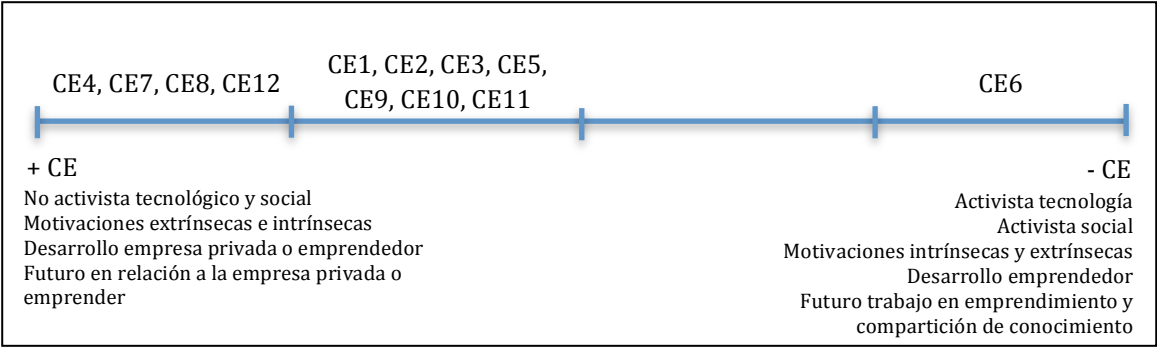 CE4, CE7, CE8, CE12
CE1, CE2, CE3, CE5,
CE9, CE10, CE11
CE6
+ CE
No activista tecnológico y social
Motivaciones extrínsecas e intrínsecas
Desarrollo empresa privada o emprendedor
Futuro en relación a la empresa privada o
emprender
- CE
Activista tecnología
Activista social
Motivaciones intrínsecas y extrínsecas
Desarrollo emprendedor
Futuro trabajo en emprendimiento y
compartición de conocimiento